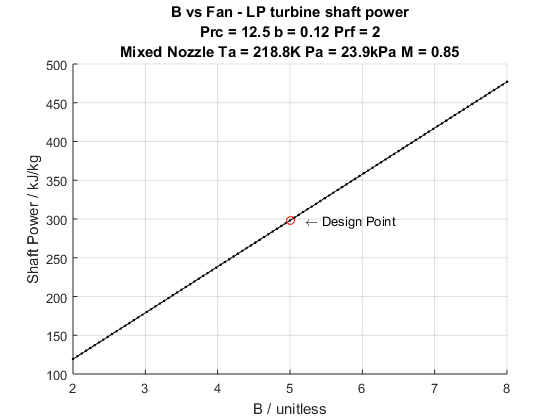 B vs Fan - LP turbine shaft power
Prc = 12.5 b = 0.12 Prf = 2
Mixed Nozzle Ta = 218.8K Pa = 23.9kPa M = 0.85
500
450
400
350
300
250
200
150
100
Shaft Power / kJ/kg
← Design Point
2 3 4 5 6 7 8
B / unitless